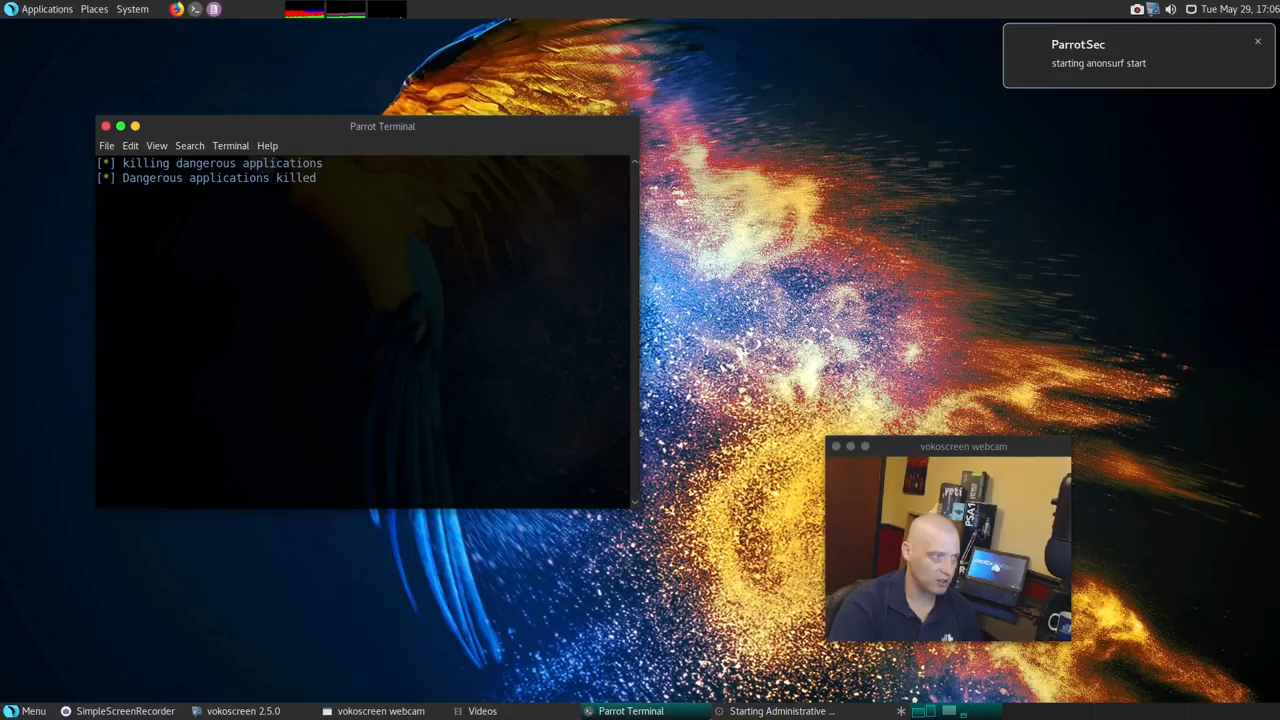 Applications Places System
Tue May 29, 17:06
ParrotSec
starting anonsurf start
Parrot Terminal
File Edit View Search Terminal Help
[*] killing dangerous applications
[*] Dangerous applications killed
vokoscreen webcam
yeti
PSA1
Menu SimpleScreenRecorder vokoscreen 2.5.0 vokoscreen webcam Videos Parrot Terminal Starting Administrative ...